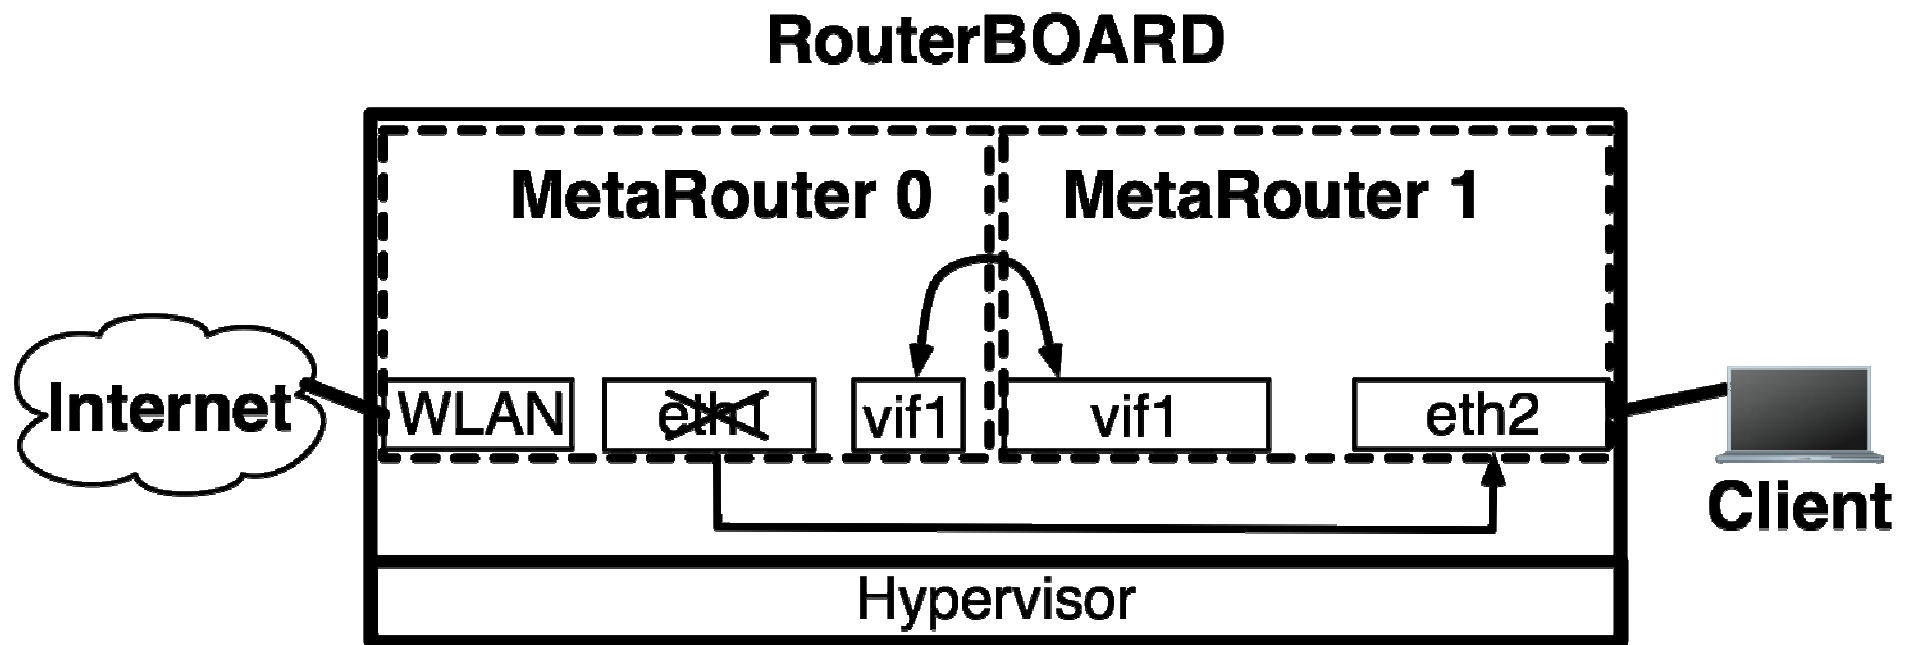 RouterBOARD
MetaRouter 0
MetaRouter 1
Internet
WLAN
eth1
vif1
vif1
eth2
Client
Hypervisor